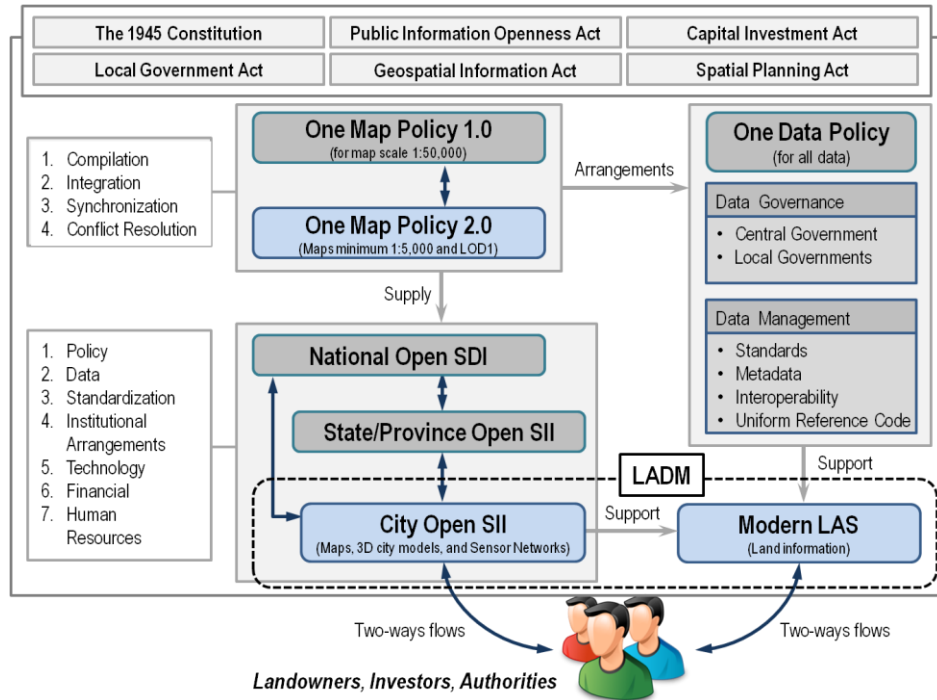 The 1945 Constitution
Public Information Openness Act
Capital Investment Act
Local Government Act
Geospatial Information Act
Spatial Planning Act
1. Compilation
2. Integration
3. Synchronization
4. Conflict Resolution
One Map Policy 1.0
(for map scale 1:50,000)
One Map Policy 2.0
(Maps minimum 1:5,000 and LOD1)
Arrangements
One Data Policy
(for all data)
Data Governance
• Central Government
• Local Governments
Data Management
• Standards
• Metadata
• Interoperability
• Uniform Reference Code
Supply
1. Policy
2. Data
3. Standardization
4. Institutional
Arrangements
5. Technology
6. Financial
7. Human
Resources
National Open SDI
State/Province Open SII
LADM
Support
City Open SII
(Maps, 3D city models, and Sensor Networks)
Support
Modern LAS
(Land information)
Two-ways flows
Two-ways flows
Landowners, Investors, Authorities